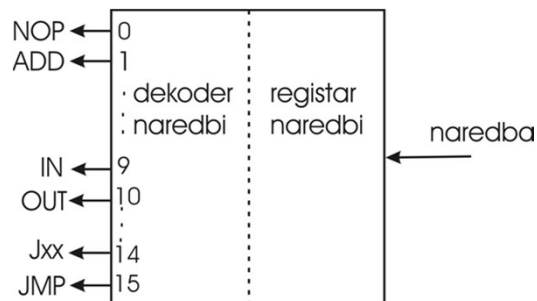 NOP 0
ADD 1
dekoder naredbi
registar naredbi
naredba
IN 9
OUT 10
Jxx 14
JMP 15